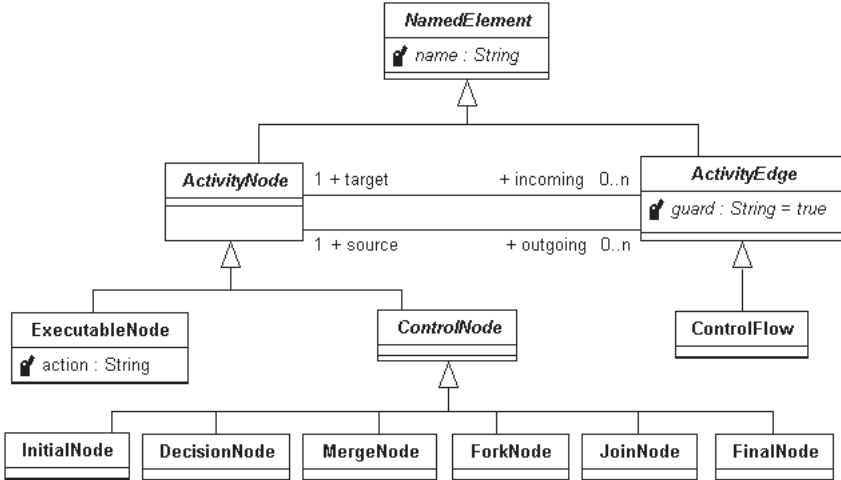 NamedElement
name : String
ActivityNode
1 + target
+ incoming 0..n
ActivityEdge
guard : String = true
1 + source
+ outgoing 0..n
ExecutableNode
action : String
ControlNode
ControlFlow
InitialNode
DecisionNode
MergeNode
ForkNode
JoinNode
FinalNode